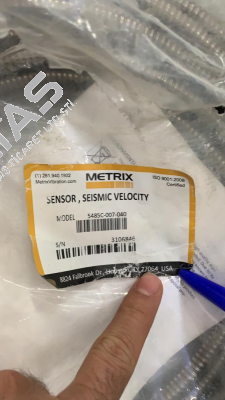 (1) 281.940.1802
MetrixVibration.com
METRIX
ISO 9001:2008
Certified
SENSOR , SEISMIC VELOCITY
MODEL 5485C-007-040
S/N 3106846
8824 Fallbrook Dr., Houston, TX 77064 USA